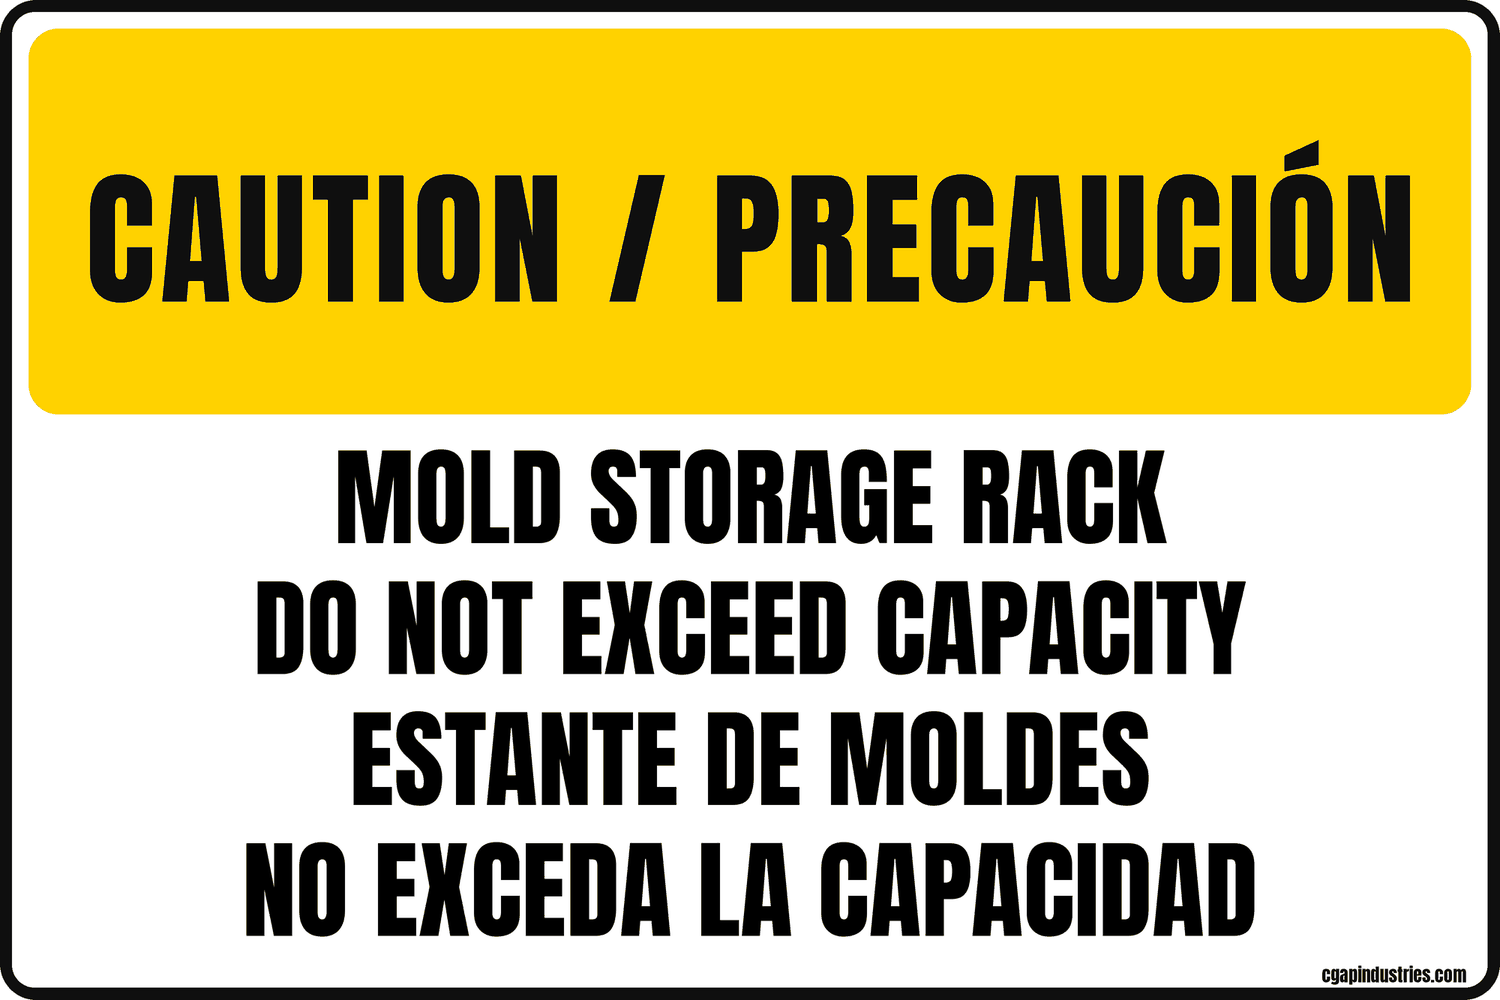 CAUTION / PRECAUCIÓN
MOLD STORAGE RACK
DO NOT EXCEED CAPACITY
ESTANTE DE MOLDES
NO EXCEDA LA CAPACIDAD
cgapindustries.com